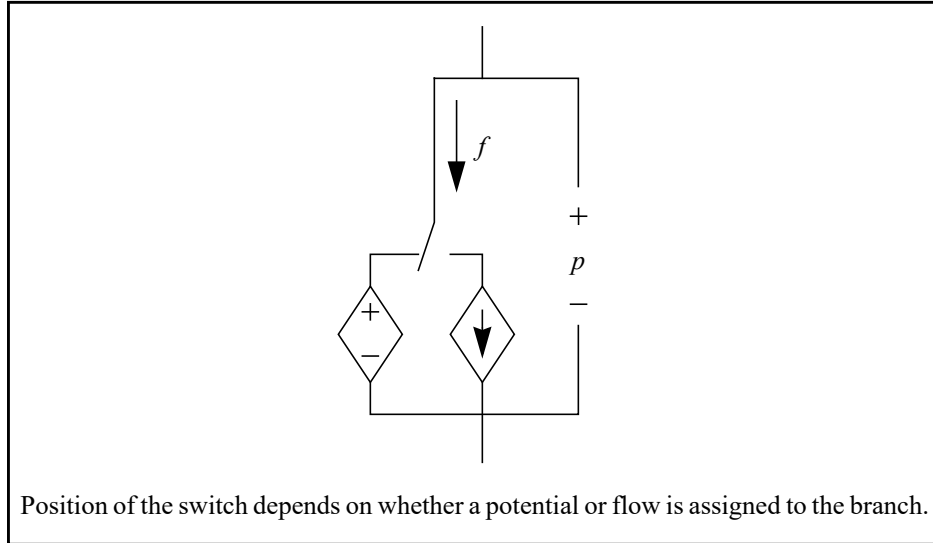 f
+
p
−
+
−
Position of the switch depends on whether a potential or flow is assigned to the branch.